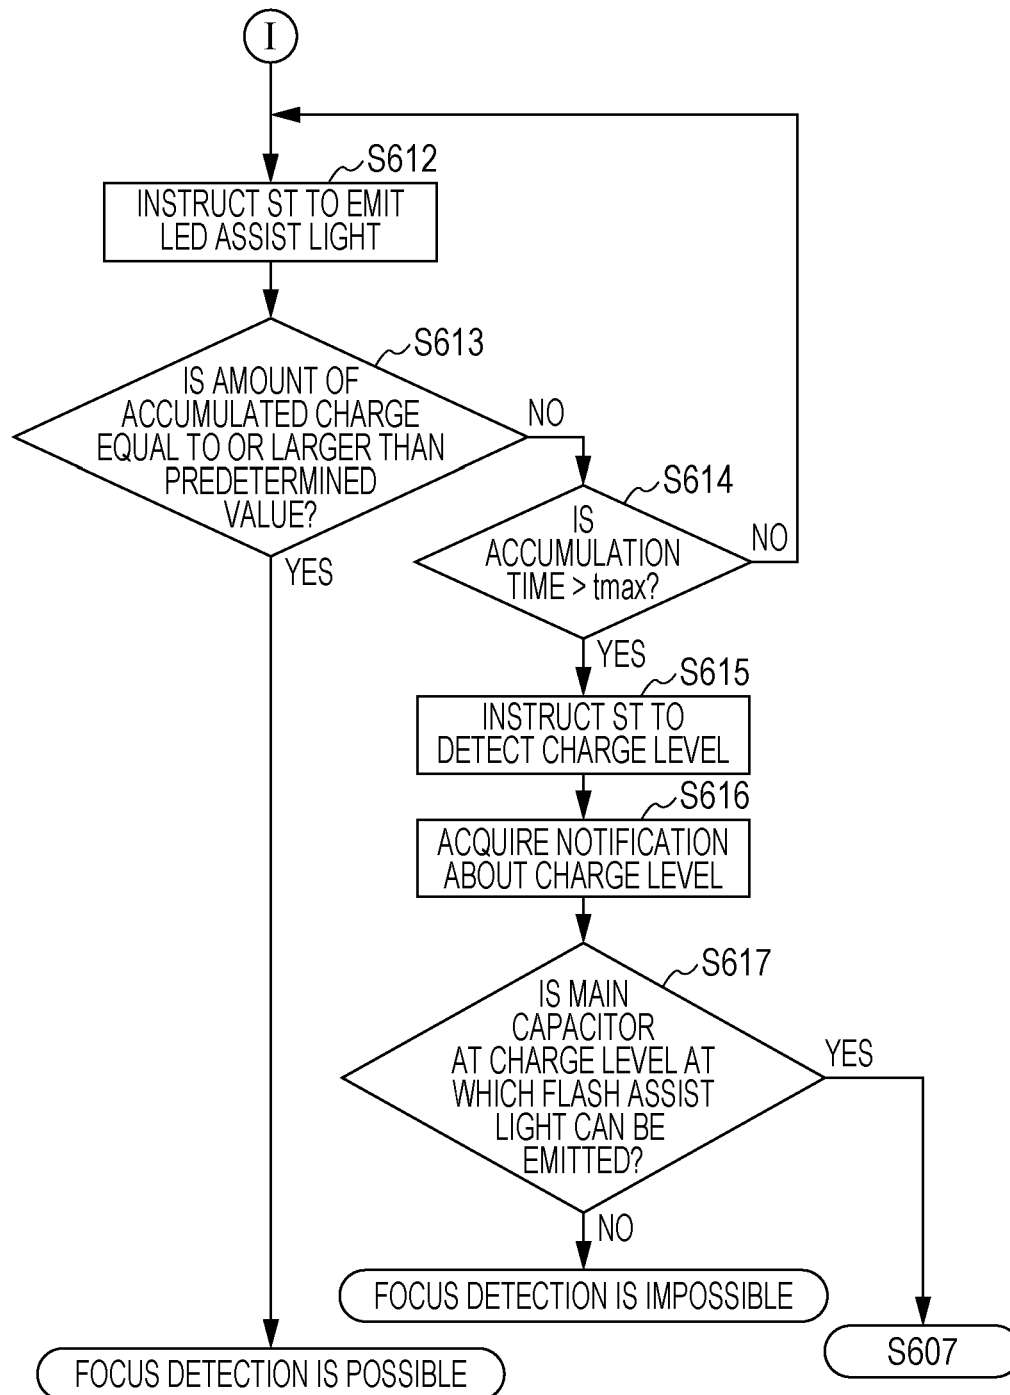 I
S612
INSTRUCT ST TO EMIT
LED ASSIST LIGHT
S613
IS AMOUNT OF
ACCUMULATED CHARGE
EQUAL TO OR LARGER THAN
PREDETERMINED
VALUE?
NO
YES
S614
IS
ACCUMULATION
TIME > tmax?
NO
YES
S615
INSTRUCT ST TO
DETECT CHARGE LEVEL
S616
ACQUIRE NOTIFICATION
ABOUT CHARGE LEVEL
S617
IS MAIN
CAPACITOR
AT CHARGE LEVEL AT
WHICH FLASH ASSIST
LIGHT CAN BE
EMITTED?
YES
NO
FOCUS DETECTION IS IMPOSSIBLE
S607
FOCUS DETECTION IS POSSIBLE